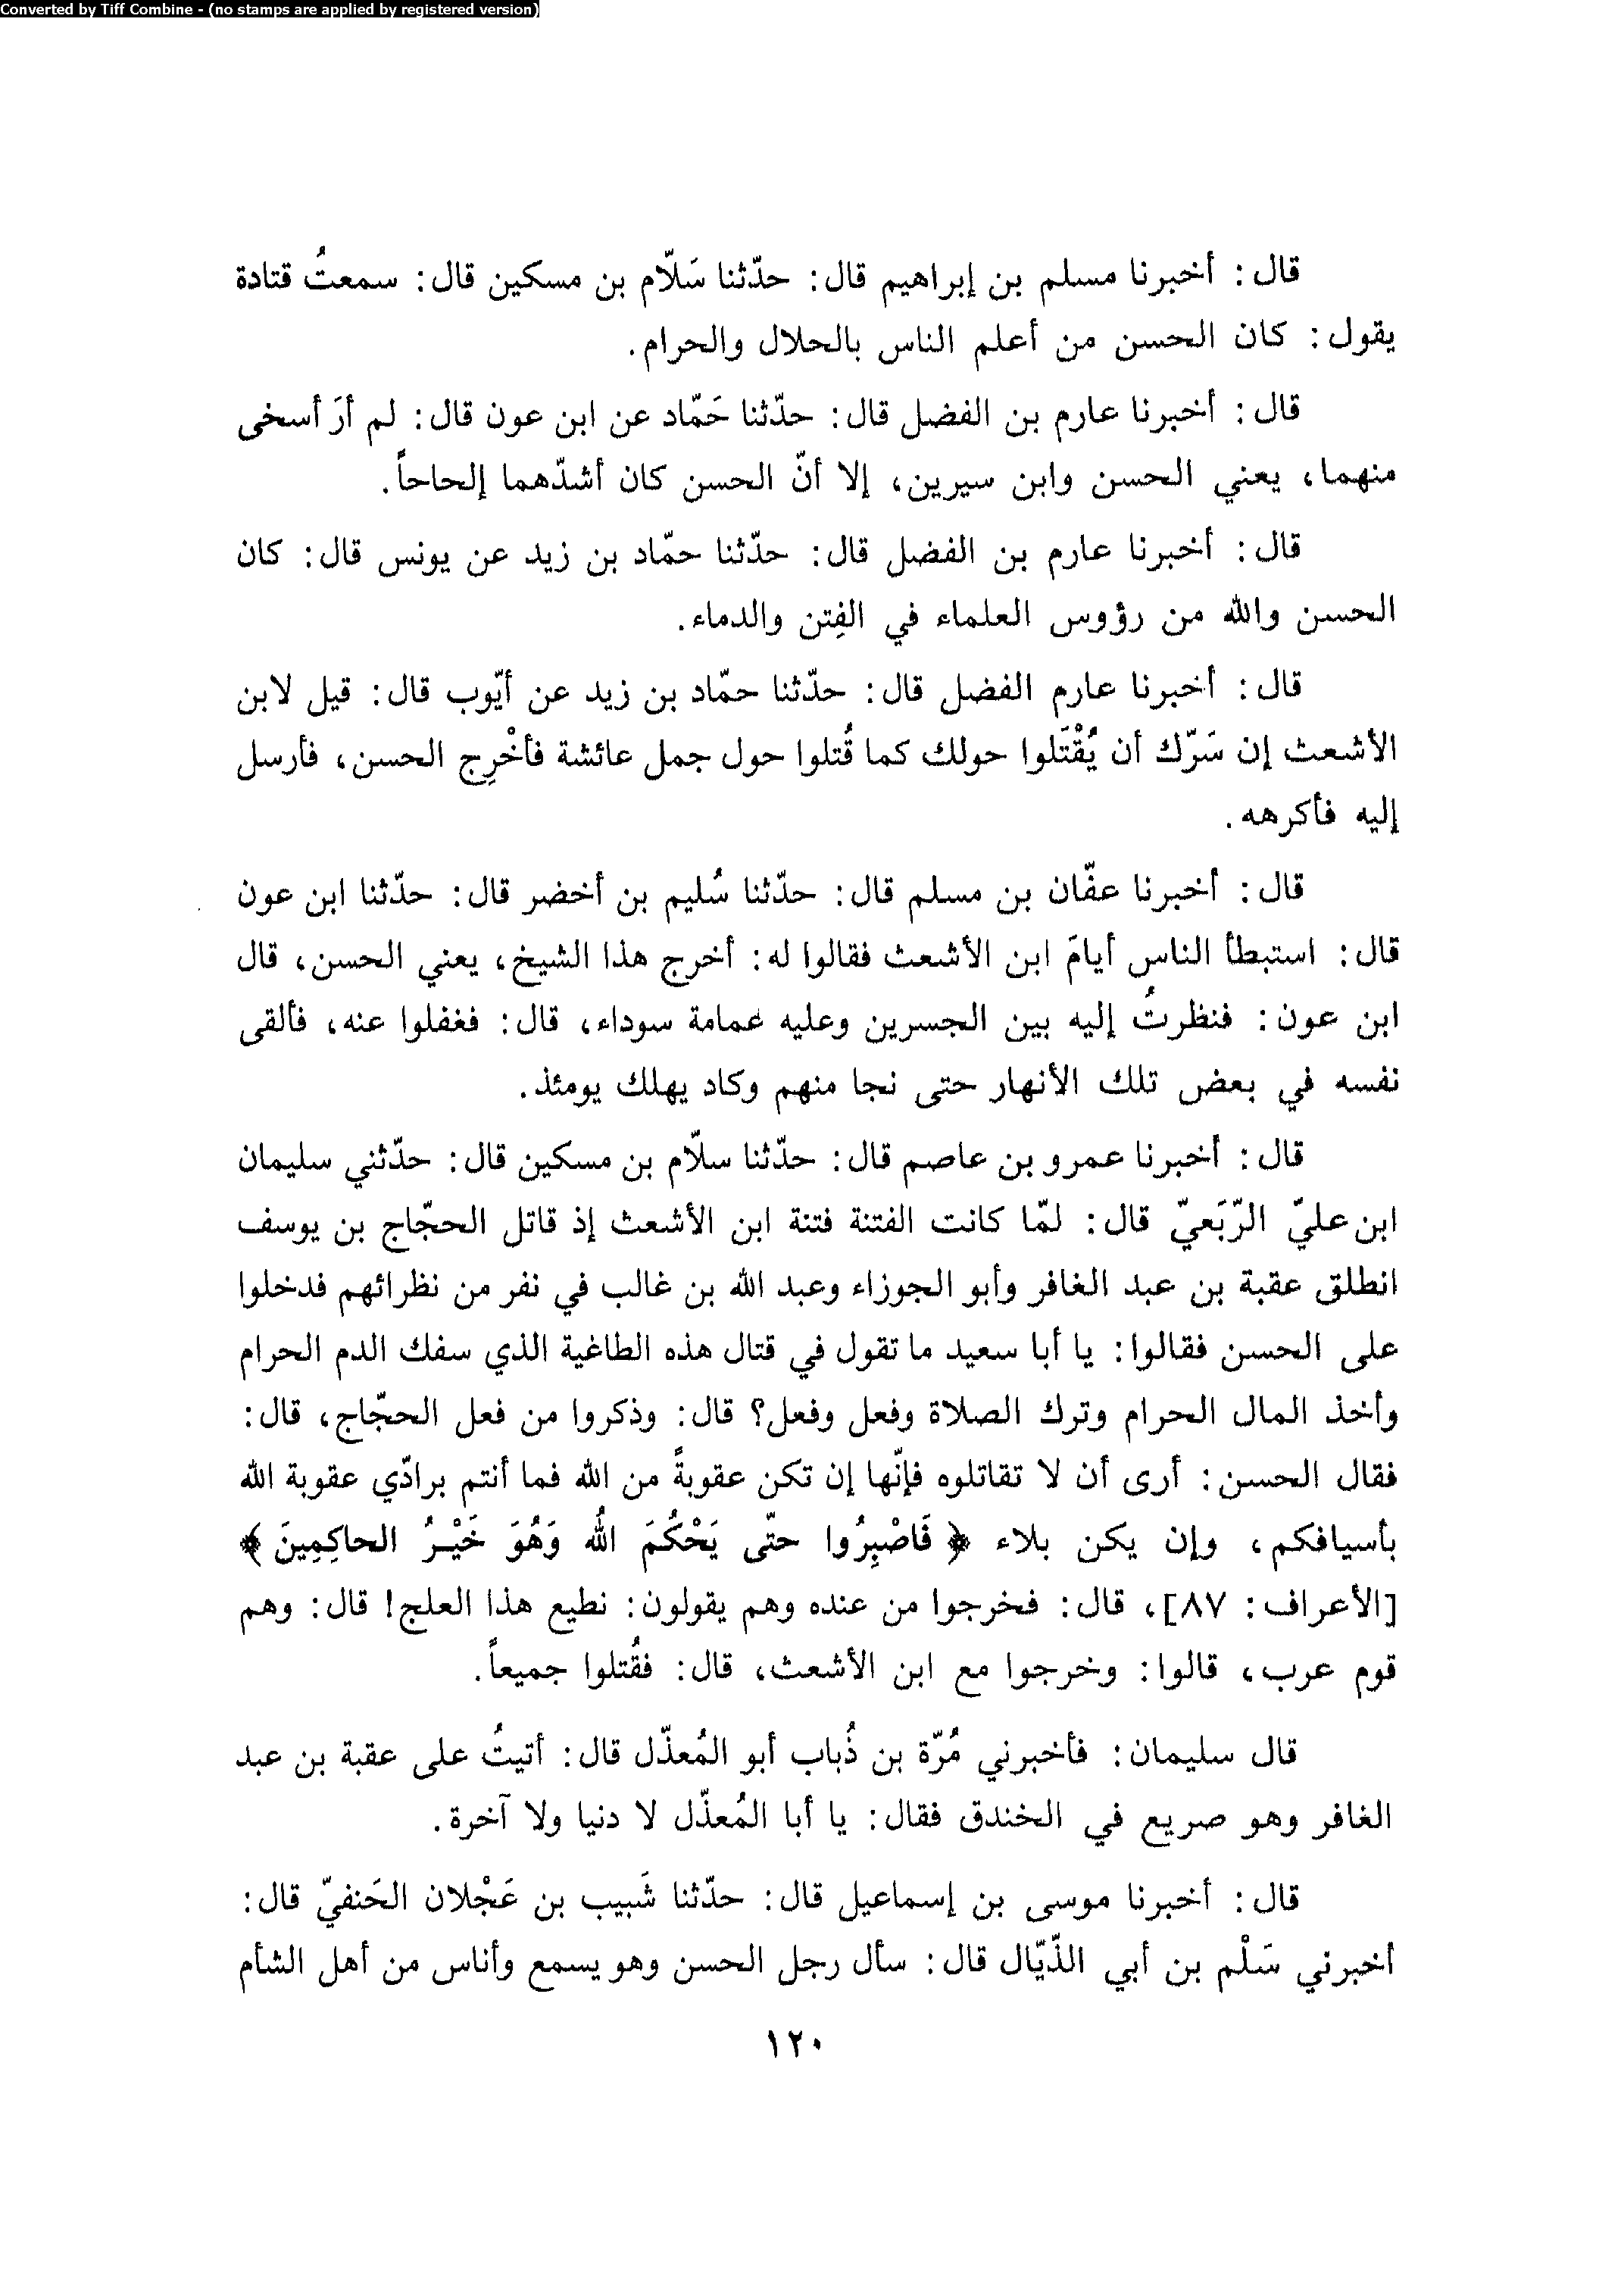 Converted by Tiff Combine - (no stamps are applied by registered version)
قال: أخبرنا مسلم بن إبراهيم قال: حدّثنا سَلّام بن مسكين قال: سمعتُ قتادة
يقول: كان الحسن من أعلم الناس بالحلال والحرام.
قال: أخبرنا عارم بن الفضل قال: حدّثنا حَمّاد عن ابن عون قال: لم أرَ أسخى
منهما، يعني الحسن وابن سيرين، إلا أنّ الحسن كان أشدّهما إلحاحاً.
قال: أخبرنا عارم بن الفضل قال: حدّثنا حمّاد بن زيد عن يونس قال: كان
الحسن والله من رؤوس العلماء في الفِتن والدماء.
قال: أخبرنا عارم الفضل قال: حدّثنا حمّاد بن زيد عن أيّوب قال: قيل لابن
الأشعث إن سَرّك أن يُقْتَلوا حولك كما قُتلوا حول جمل عائشة فأخْرِج الحسن، فأرسل
إليه فأكرهه.
قال: أخبرنا عفّان بن مسلم قال: حدّثنا سُليم بن أخضر قال: حدّثنا ابن عون
قال: استبطأ الناس أيامَ ابن الأشعث فقالوا له: أخرج هذا الشيخ، يعني الحسن، قال
ابن عون: فنظرتُ إليه بين الجسرين وعليه عمامة سوداء، قال: فغفلوا عنه، فألقى
نفسه في بعض تلك الأنهار حتى نجا منهم وكاد يهلك يومئذ.
قال: أخبرنا عمرو بن عاصم قال: حدّثنا سلّام بن مسكين قال: حدّثني سليمان
ابن عليّ الرّبَعيّ قال: لمّا كانت الفتنة فتنة ابن الأشعث إذ قاتل الحجّاج بن يوسف
انطلق عقبة بن عبد الغافر وأبو الجوزاء وعبد الله بن غالب في نفر من نظرائهم فدخلوا
على الحسن فقالوا: يا أبا سعيد ما تقول في قتال هذه الطاغية الذي سفك الدم الحرام
وأخذ المال الحرام وترك الصلاة وفعل وفعل؟ قال: وذكروا من فعل الحجّاج، قال:
فقال الحسن: أرى أن لا تقاتلوه فإنّها إن تكن عقوبةً من الله فما أنتم برادّي عقوبة الله
بأسيافكم، وإن يكن بلاء ﴿فَاصْبِرُوا حتّى يَحْكُمَ اللهُ وَهُوَ خَيْرُ الحاكِمِينَ﴾
[الأعراف: ٨٧]، قال: فخرجوا من عنده وهم يقولون: نطيع هذا العلج! قال: وهم
قوم عرب، قالوا: وخرجوا مع ابن الأشعث، قال: فقُتلوا جميعاً.
قال سليمان: فأخبرني مُرّة بن ذُباب أبو المُعذّل قال: أتيتُ على عقبة بن عبد
الغافر وهو صريع في الخندق فقال: يا أبا المُعذّل لا دنيا ولا آخرة.
قال: أخبرنا موسى بن إسماعيل قال: حدّثنا شَبيب بن عَجْلان الحَنفيّ قال:
أخبرني سَلْم بن أبي الذّيّال قال: سأل رجل الحسن وهو يسمع وأناس من أهل الشأم
١٢٠